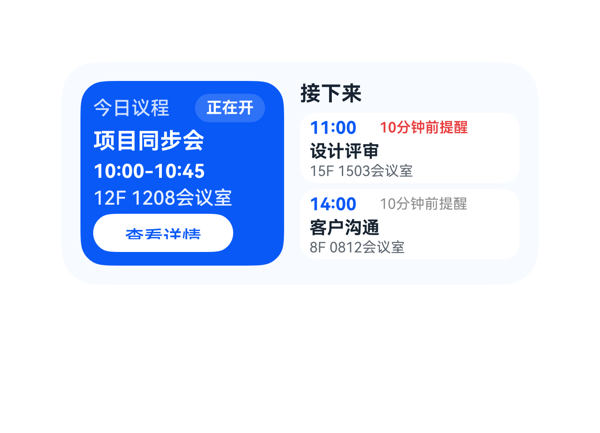 今日议程
正在开
项目同步会
10:00-10:45
12F 1208会议室
查看详情
接下来
11:00
10分钟前提醒
设计评审
15F 1503会议室
14:00
10分钟前提醒
客户沟通
8F 0812会议室